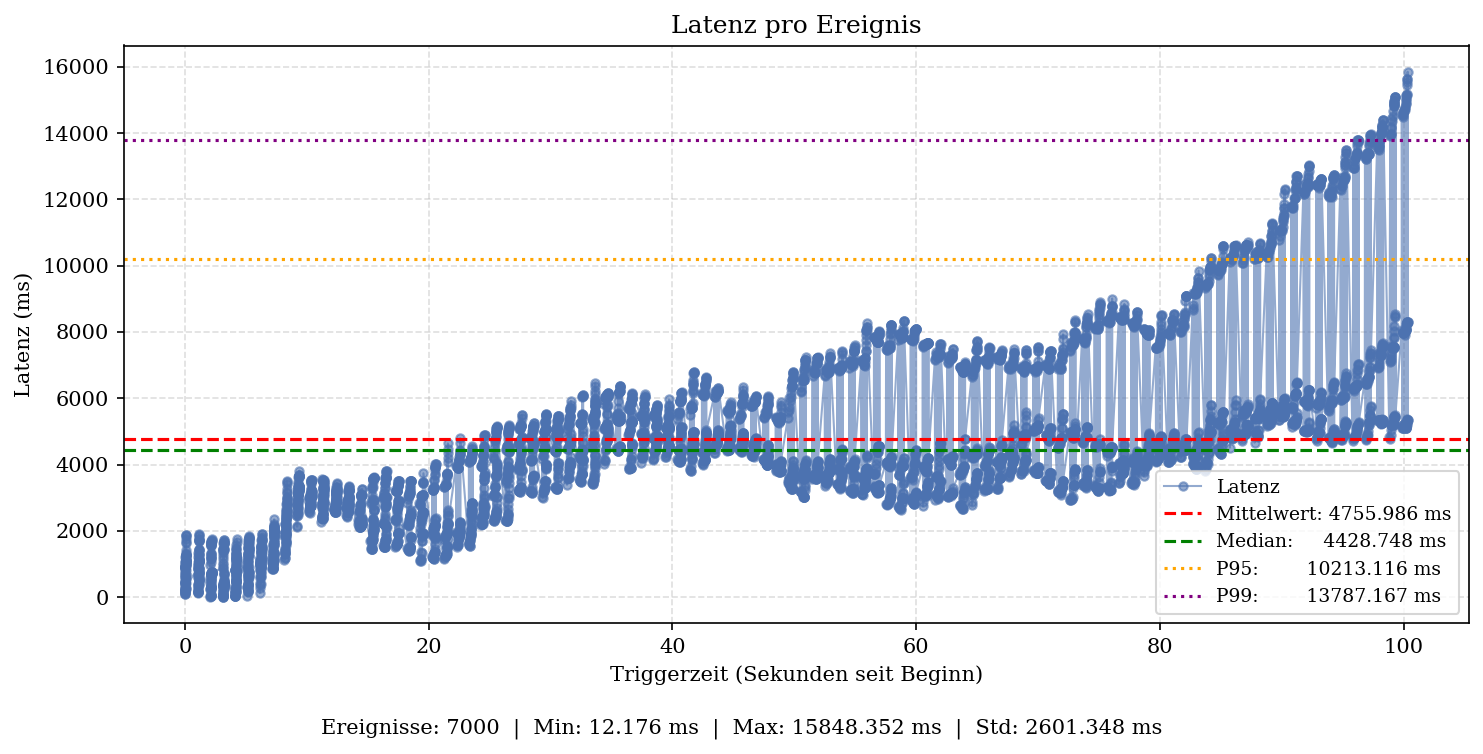 Latenz pro Ereignis
16000
14000
12000
10000
8000
6000
4000
2000
0
Latenz (ms)
Latenz
Mittelwert: 4755.986 ms
Median: 4428.748 ms
P95: 10213.116 ms
P99: 13787.167 ms
0 20 40 60 80 100
Triggerzeit (Sekunden seit Beginn)
Ereignisse: 7000 | Min: 12.176 ms | Max: 15848.352 ms | Std: 2601.348 ms